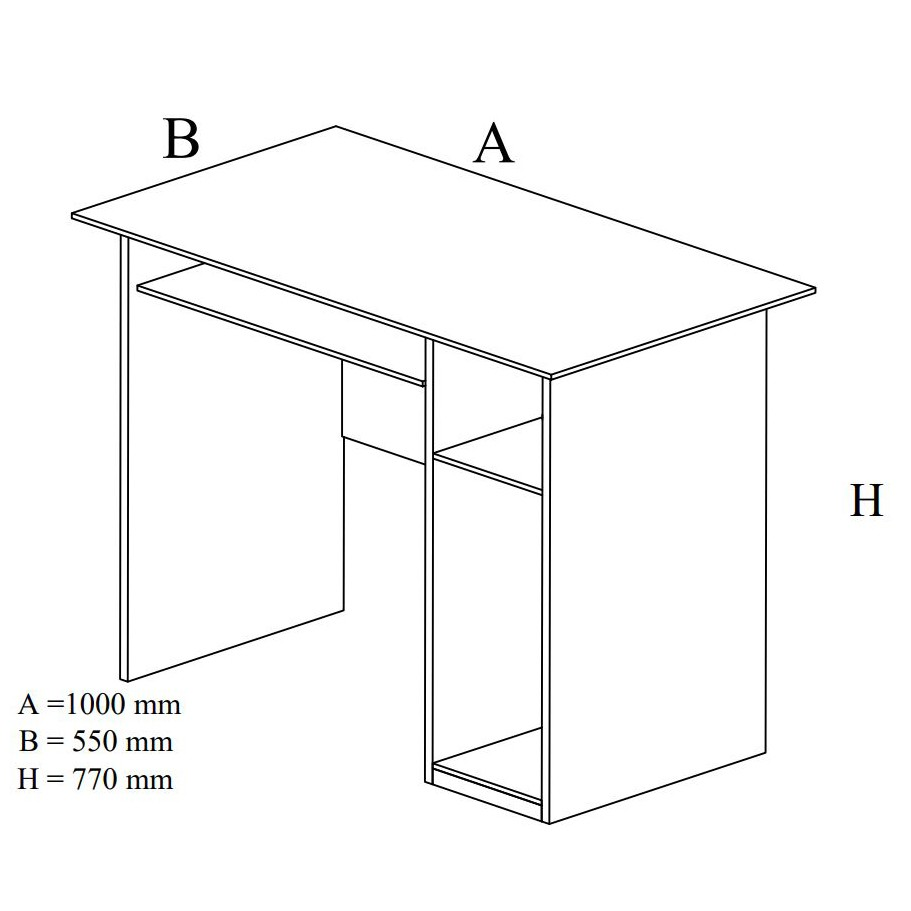 B
A
H
A =1000 mm
B = 550 mm
H = 770 mm